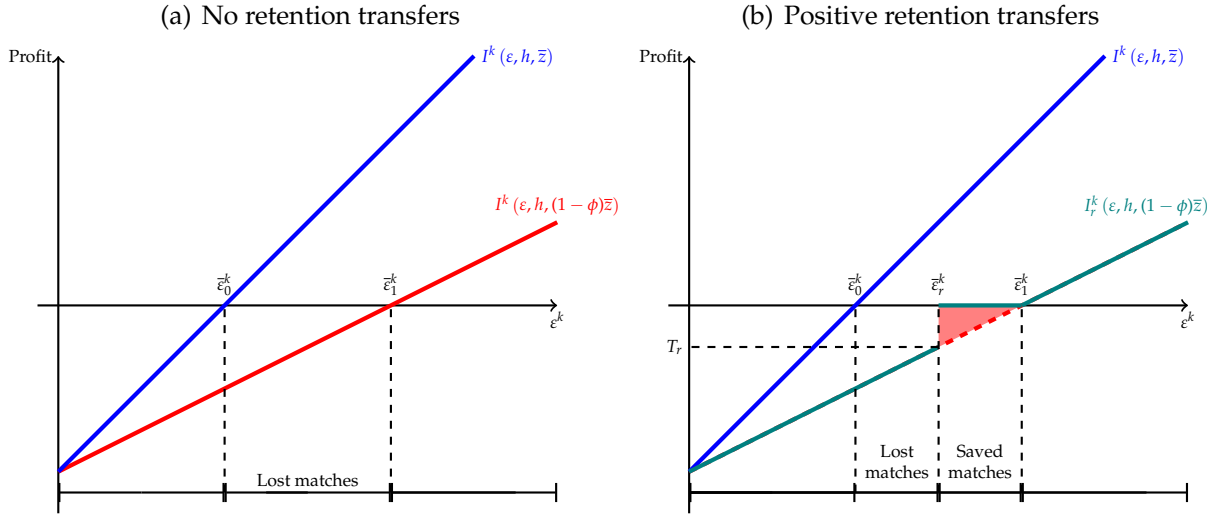 (a) No retention transfers
Profit
I^k (ε, h, z̅)
I^k (ε, h, (1 − ϕ)z̅)
ε̅_0^k
ε̅_1^k
ε^k
Lost matches
(b) Positive retention transfers
Profit
I^k (ε, h, z̅)
I_r^k (ε, h, (1 − ϕ)z̅)
ε̅_0^k
ε̅_r^k
ε̅_1^k
ε^k
T_r
Lost
matches
Saved
matches